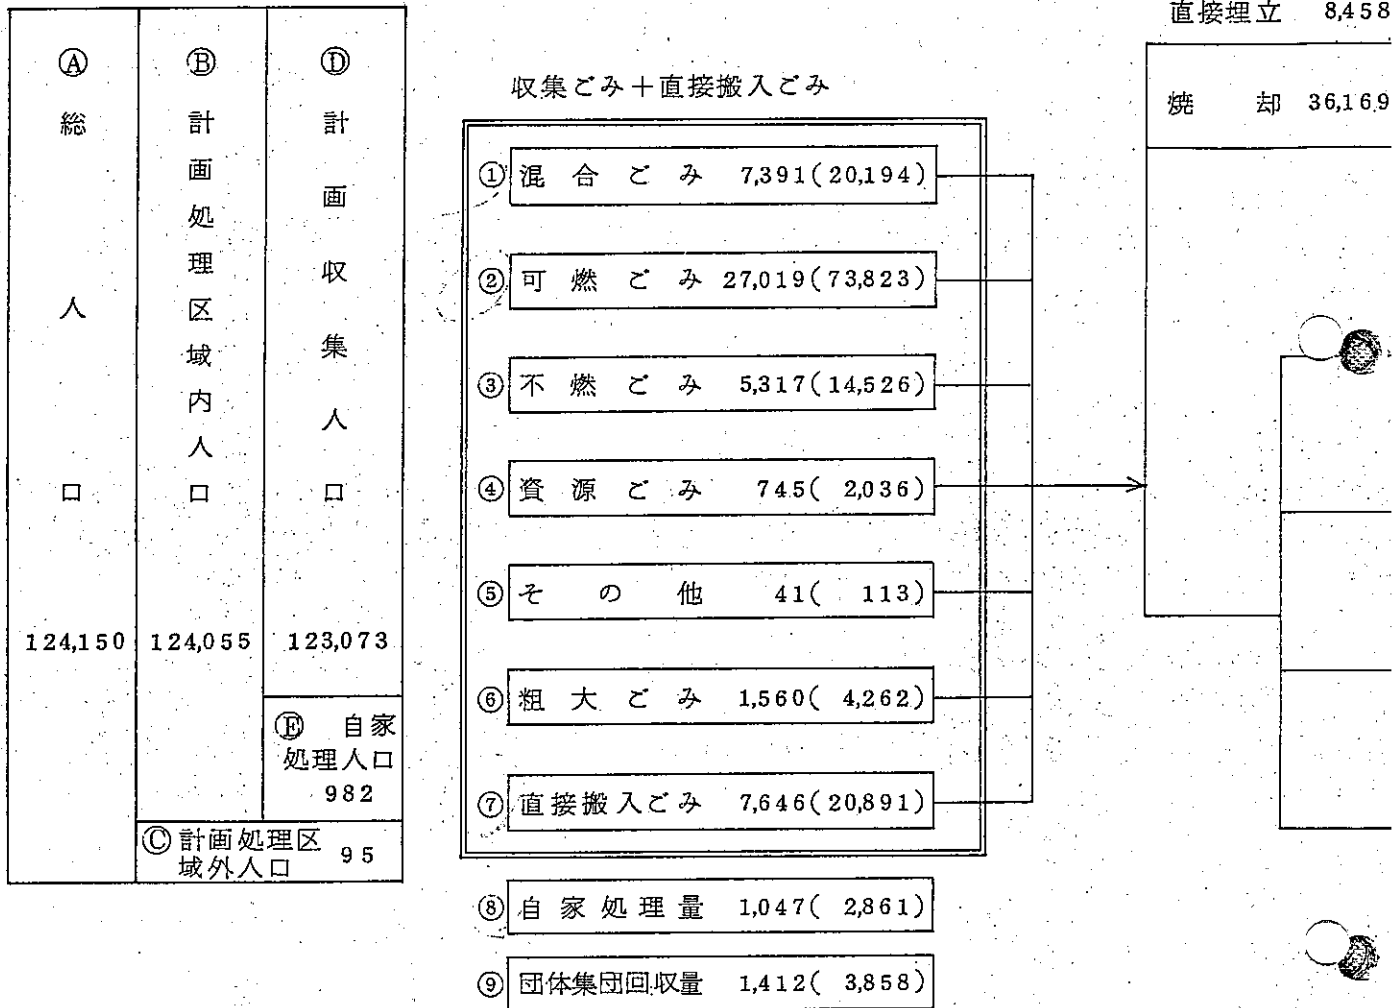 Ⓐ 総人口 124,150
Ⓑ 計画処理区域内人口 124,055
Ⓓ 計画収集人口 123,073
Ⓔ 自家
処理人口
982
Ⓒ 計画処理区
域外人口 95
収集ごみ+直接搬入ごみ
① 混合ごみ 7,391(20,194)
② 可燃ごみ 27,019(73,823)
③ 不燃ごみ 5,317(14,526)
④ 資源ごみ 745( 2,036)
⑤ その他 41( 113)
⑥ 粗大ごみ 1,560( 4,262)
⑦ 直接搬入ごみ 7,646(20,891)
⑧ 自家処理量 1,047( 2,861)
⑨ 団体集団回収量 1,412( 3,858)
直接埋立 8,458
焼却 36,169